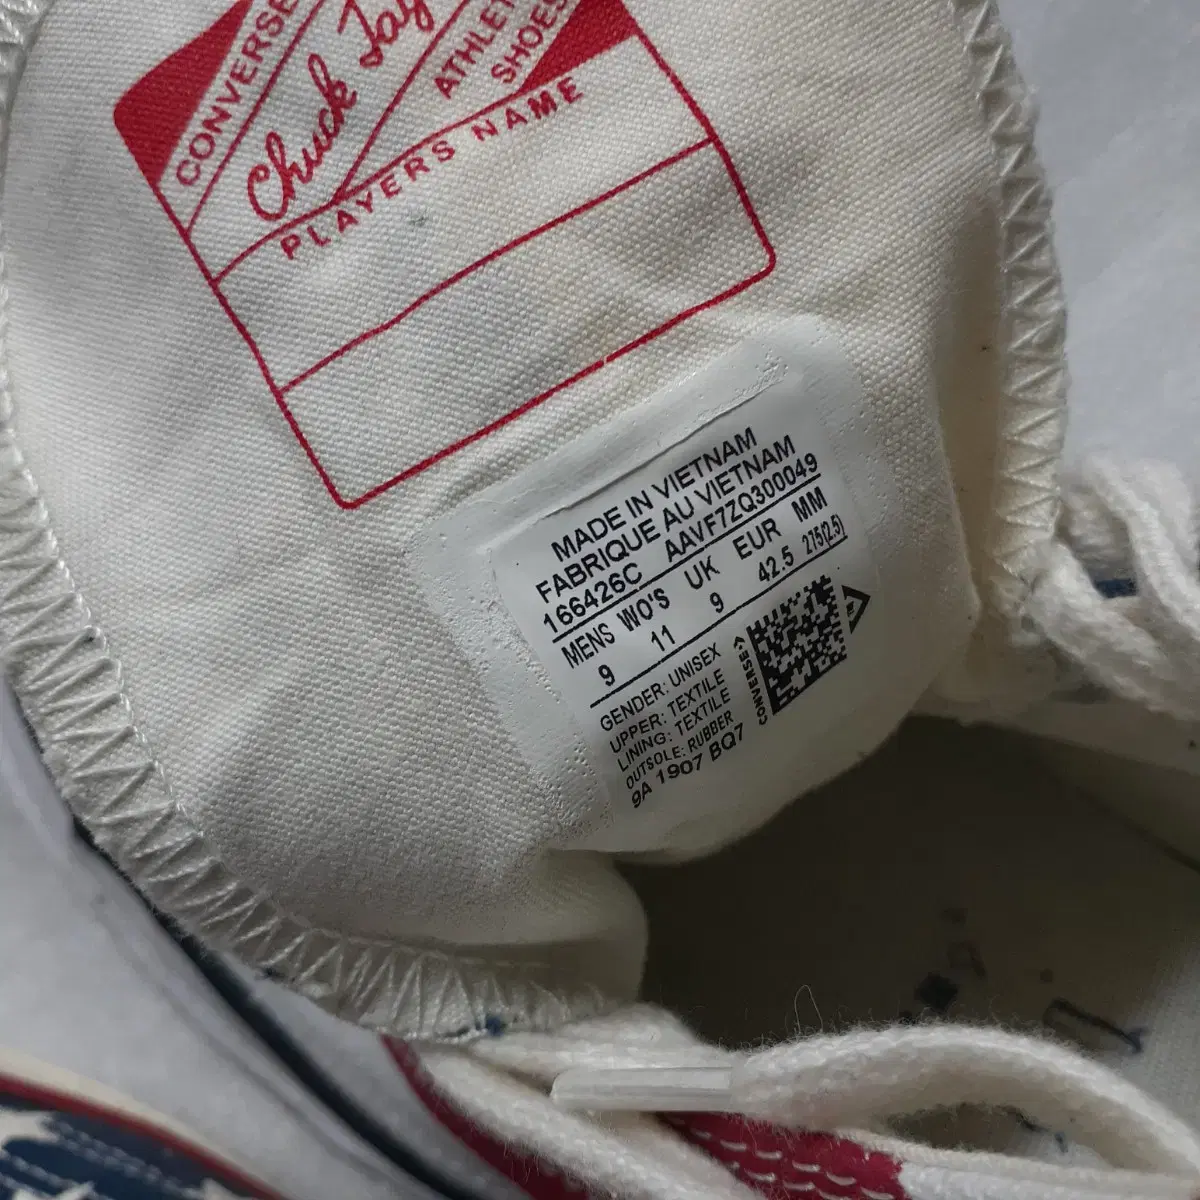 CONVERSE
Chuck Tay
ATHLET
SHOES
PLAYERS NAME
MADE IN VIETNAM
FABRIQUE AU VIETNAM
166426C AAVF7ZQ300049
MENS WO'S UK EUR MM
9 11 9 42.5 275(2.5)
GENDER: UNISEX
UPPER: TEXTILE
LINING: TEXTILE
OUTSOLE: RUBBER
9A 1907 BQ7
CONVERSE